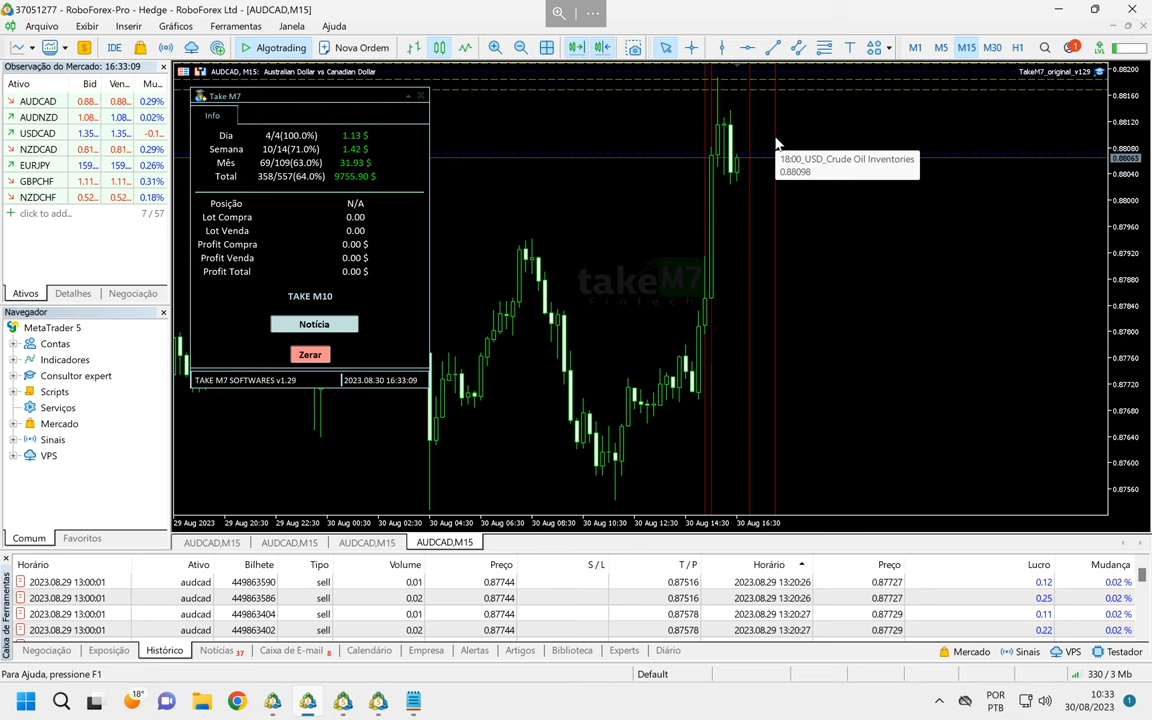 37051277 - RoboForex-Pro - Hedge - RoboForex Ltd - [AUDCAD,M15]
Arquivo Exibir Inserir Gráficos Ferramentas Janela Ajuda
IDE Algotrading Nova Ordem M1 M5 M15 M30 H1 1 LVL
Observação do Mercado: 16:33:09
Ativo Bid Ven... Mu...
AUDCAD 0.88... 0.88... 0.29%
AUDNZD 1.08... 1.08... 0.02%
USDCAD 1.35... 1.35... -0.1...
NZDCAD 0.81... 0.81... 0.29%
EURJPY 159.... 159.... 0.26%
GBPCHF 1.11... 1.11... 0.31%
NZDCHF 0.52... 0.52... 0.18%
click to add... 7 / 57
Ativos Detalhes Negociação
Navegador
MetaTrader 5
Contas
Indicadores
Consultor expert
Scripts
Serviços
Mercado
Sinais
VPS
Comum Favoritos
AUDCAD, M15: Australian Dollar vs Canadian Dollar
TakeM7_original_v129
Take M7
Info
Dia 4/4(100.0%) 1.13 $
Semana 10/14(71.0%) 1.42 $
Mês 69/109(63.0%) 31.93 $
Total 358/557(64.0%) 9755.90 $
Posição N/A
Lot Compra 0.00
Lot Venda 0.00
Profit Compra 0.00 $
Profit Venda 0.00 $
Profit Total 0.00 $
TAKE M10
Notícia
Zerar
TAKE M7 SOFTWARES v1.29 2023.08.30 16:33:09
takeM7
FinTech
18:00_USD_Crude Oil Inventories
0.88098
0.88200
0.88160
0.88120
0.88080
0.88065
0.88040
0.88000
0.87960
0.87920
0.87880
0.87840
0.87800
0.87760
0.87720
0.87680
0.87640
0.87600
0.87560
29 Aug 2023 29 Aug 20:30 29 Aug 22:30 30 Aug 00:30 30 Aug 02:30 30 Aug 04:30 30 Aug 06:30 30 Aug 08:30 30 Aug 10:30 30 Aug 12:30 30 Aug 14:30 30 Aug 16:30
AUDCAD,M15 AUDCAD,M15 AUDCAD,M15 AUDCAD,M15
Caixa de Ferramentas
Horário Ativo Bilhete Tipo Volume Preço S / L T / P Horário Preço Lucro Mudança
2023.08.29 13:00:01 audcad 449863590 sell 0.01 0.87744 0.87516 2023.08.29 13:20:26 0.87727 0.12 0.02 %
2023.08.29 13:00:01 audcad 449863586 sell 0.02 0.87744 0.87516 2023.08.29 13:20:26 0.87727 0.25 0.02 %
2023.08.29 13:00:01 audcad 449863404 sell 0.01 0.87744 0.87578 2023.08.29 13:20:27 0.87729 0.11 0.02 %
2023.08.29 13:00:01 audcad 449863402 sell 0.02 0.87744 0.87578 2023.08.29 13:20:27 0.87729 0.22 0.02 %
Negociação Exposição Histórico Notícias 37 Caixa de E-mail 8 Calendário Empresa Alertas Artigos Biblioteca Experts Diário Mercado Sinais VPS Testador
Para Ajuda, pressione F1 Default 330 / 3 Mb
18° POR 10:33
PTB 30/08/2023 1